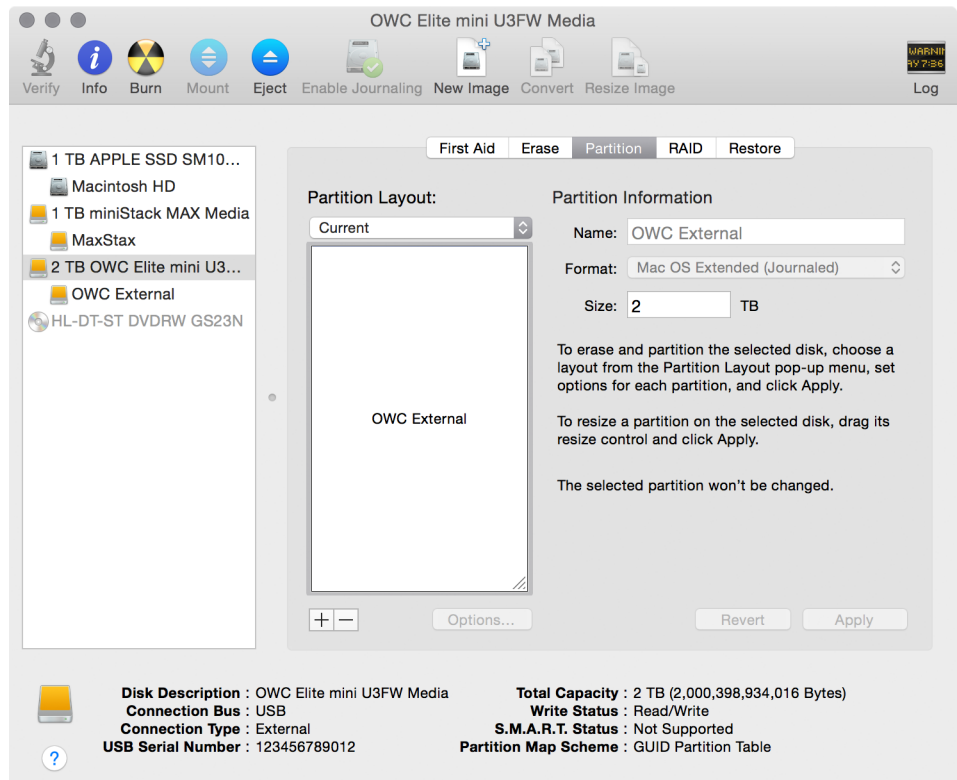 OWC Elite mini U3FW Media
Verify Info Burn Mount Eject Enable Journaling New Image Convert Resize Image Log
WARNIN
AY 7:36
1 TB APPLE SSD SM10...
Macintosh HD
1 TB miniStack MAX Media
MaxStax
2 TB OWC Elite mini U3...
OWC External
HL-DT-ST DVDRW GS23N
First Aid Erase Partition RAID Restore
Partition Layout:
Current
OWC External
+ −
Options...
Partition Information
Name: OWC External
Format: Mac OS Extended (Journaled)
Size: 2 TB
To erase and partition the selected disk, choose a
layout from the Partition Layout pop-up menu, set
options for each partition, and click Apply.
To resize a partition on the selected disk, drag its
resize control and click Apply.
The selected partition won't be changed.
Revert Apply
Disk Description : OWC Elite mini U3FW Media
Connection Bus : USB
Connection Type : External
USB Serial Number : 123456789012
Total Capacity : 2 TB (2,000,398,934,016 Bytes)
Write Status : Read/Write
S.M.A.R.T. Status : Not Supported
Partition Map Scheme : GUID Partition Table
?